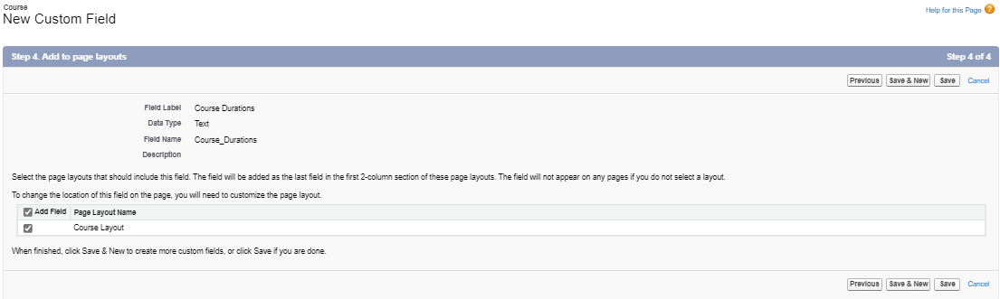 Course
New Custom Field
Help for this Page ?
Step 4. Add to page layouts
Step 4 of 4
Previous Save & New Save Cancel
Field Label Course Durations
Data Type Text
Field Name Course_Durations
Description
Select the page layouts that should include this field. The field will be added as the last field in the first 2-column section of these page layouts. The field will not appear on any pages if you do not select a layout.
To change the location of this field on the page, you will need to customize the page layout.
Add Field Page Layout Name
Course Layout
When finished, click Save & New to create more custom fields, or click Save if you are done.
Previous Save & New Save Cancel